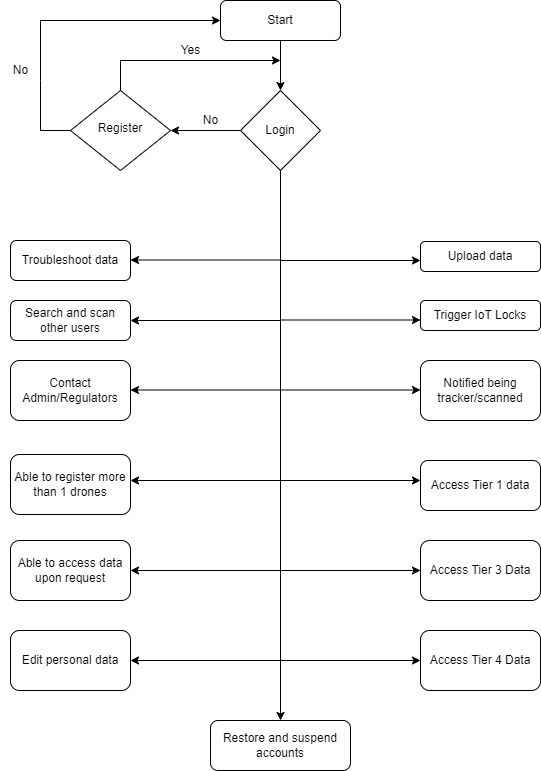 Start
Yes
No
Register
No
Login
Troubleshoot data
Upload data
Search and scan
other users
Trigger IoT Locks
Contact
Admin/Regulators
Notified being
tracker/scanned
Able to register more
than 1 drones
Access Tier 1 data
Able to access data
upon request
Access Tier 3 Data
Edit personal data
Access Tier 4 Data
Restore and suspend
accounts